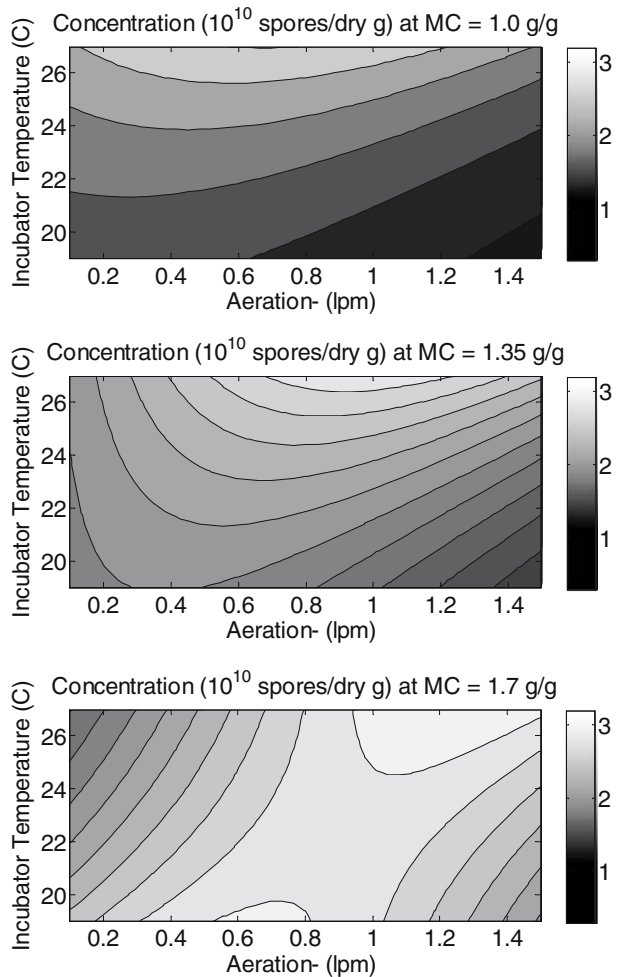 Concentration (10^10 spores/dry g) at MC = 1.0 g/g
Incubator Temperature (C)
26
24
22
20
0.2 0.4 0.6 0.8 1 1.2 1.4
Aeration- (lpm)
3
2
1
Concentration (10^10 spores/dry g) at MC = 1.35 g/g
Incubator Temperature (C)
26
24
22
20
0.2 0.4 0.6 0.8 1 1.2 1.4
Aeration- (lpm)
3
2
1
Concentration (10^10 spores/dry g) at MC = 1.7 g/g
Incubator Temperature (C)
26
24
22
20
0.2 0.4 0.6 0.8 1 1.2 1.4
Aeration- (lpm)
3
2
1